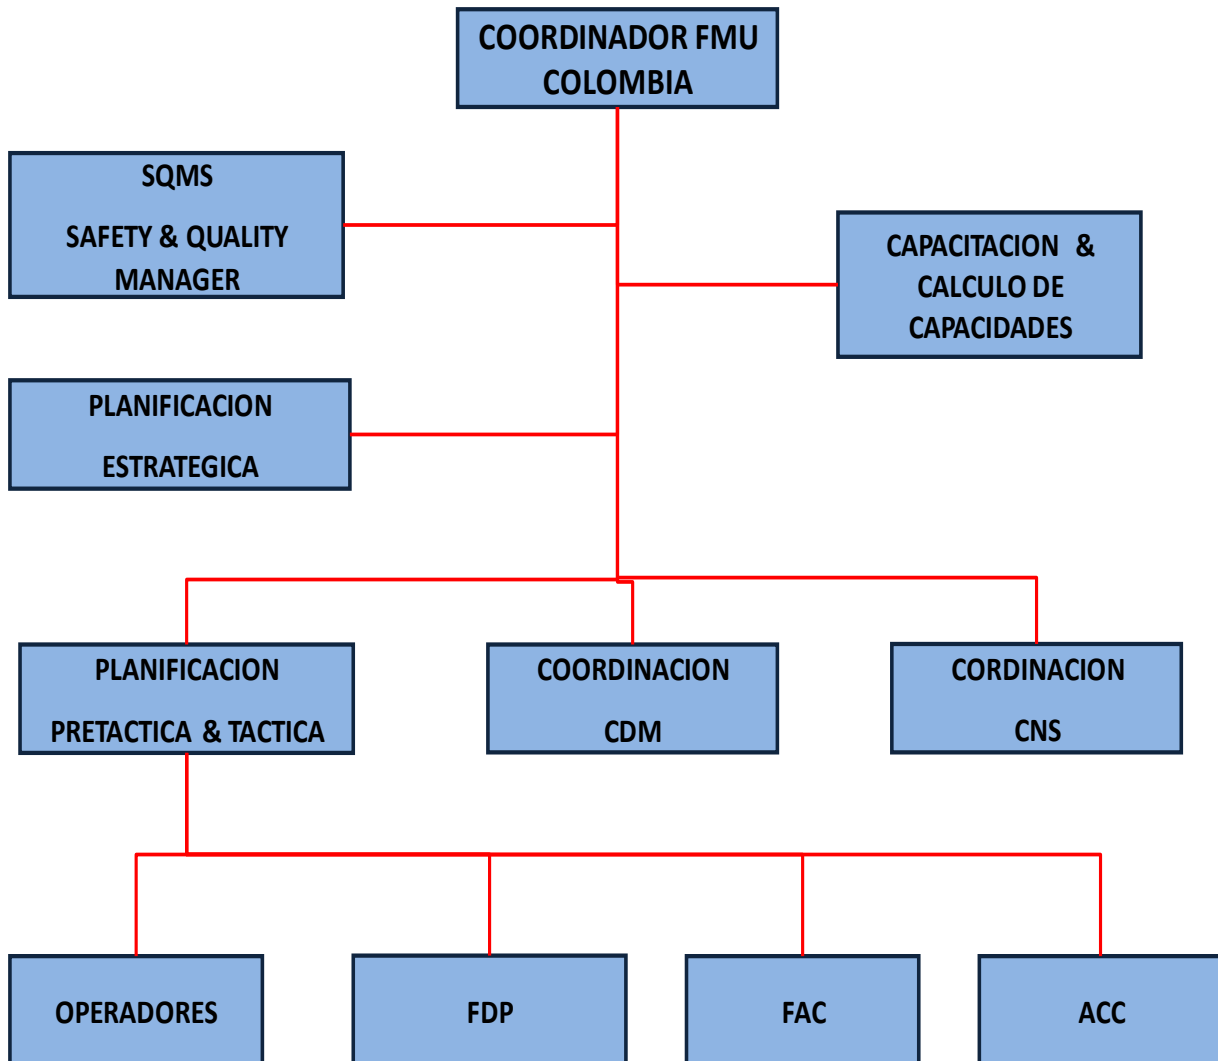 COORDINADOR FMU
COLOMBIA
SQMS
SAFETY & QUALITY
MANAGER
CAPACITACION &
CALCULO DE
CAPACIDADES
PLANIFICACION
ESTRATEGICA
PLANIFICACION
PRETACTICA & TACTICA
COORDINACION
CDM
CORDINACION
CNS
OPERADORES
FDP
FAC
ACC